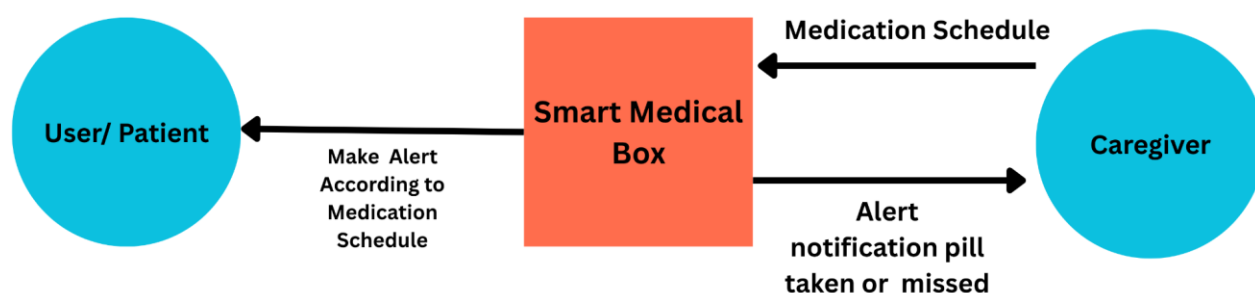 User/ Patient
Make Alert
According to
Medication
Schedule
Smart Medical
Box
Medication Schedule
Alert
notification pill
taken or missed
Caregiver